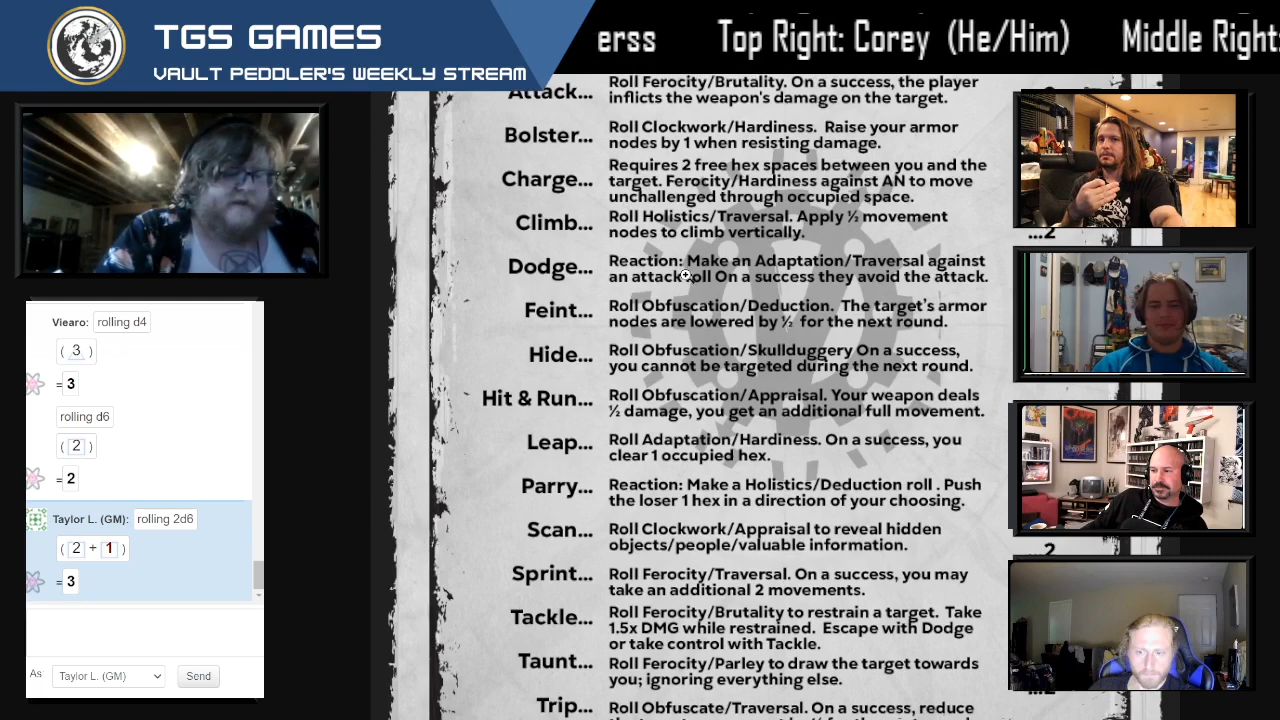 TGS GAMES
VAULT PEDDLER'S WEEKLY STREAM
erss Top Right: Corey (He/Him) Middle Right:
Attack... Roll Ferocity/Brutality. On a success, the player
inflicts the weapon's damage on the target.
Bolster... Roll Clockwork/Hardiness. Raise your armor
nodes by 1 when resisting damage.
Charge... Requires 2 free hex spaces between you and the
target. Ferocity/Hardiness against AN to move
unchallenged through occupied space.
Climb... Roll Holistics/Traversal. Apply ½ movement
nodes to climb vertically.
...2
Dodge... Reaction: Make an Adaptation/Traversal against
an attack roll On a success they avoid the attack.
Feint... Roll Obfuscation/Deduction. The target's armor
nodes are lowered by ½ for the next round.
Hide... Roll Obfuscation/Skullduggery On a success,
you cannot be targeted during the next round.
Hit & Run... Roll Obfuscation/Appraisal. Your weapon deals
½ damage, you get an additional full movement.
Leap... Roll Adaptation/Hardiness. On a success, you
clear 1 occupied hex.
Parry... Reaction: Make a Holistics/Deduction roll . Push
the loser 1 hex in a direction of your choosing.
Scan... Roll Clockwork/Appraisal to reveal hidden
objects/people/valuable information.
Sprint... Roll Ferocity/Traversal. On a success, you may
take an additional 2 movements.
Tackle... Roll Ferocity/Brutality to restrain a target. Take
1.5x DMG while restrained. Escape with Dodge
or take control with Tackle.
Taunt... Roll Ferocity/Parley to draw the target towards
you; ignoring everything else.
Trip... Roll Obfuscate/Traversal. On a success, reduce
Viearo: rolling d4
( 3 )
=3
rolling d6
( 2 )
=2
Taylor L. (GM): rolling 2d6
( 2 + 1 )
=3
As: Taylor L. (GM) Send